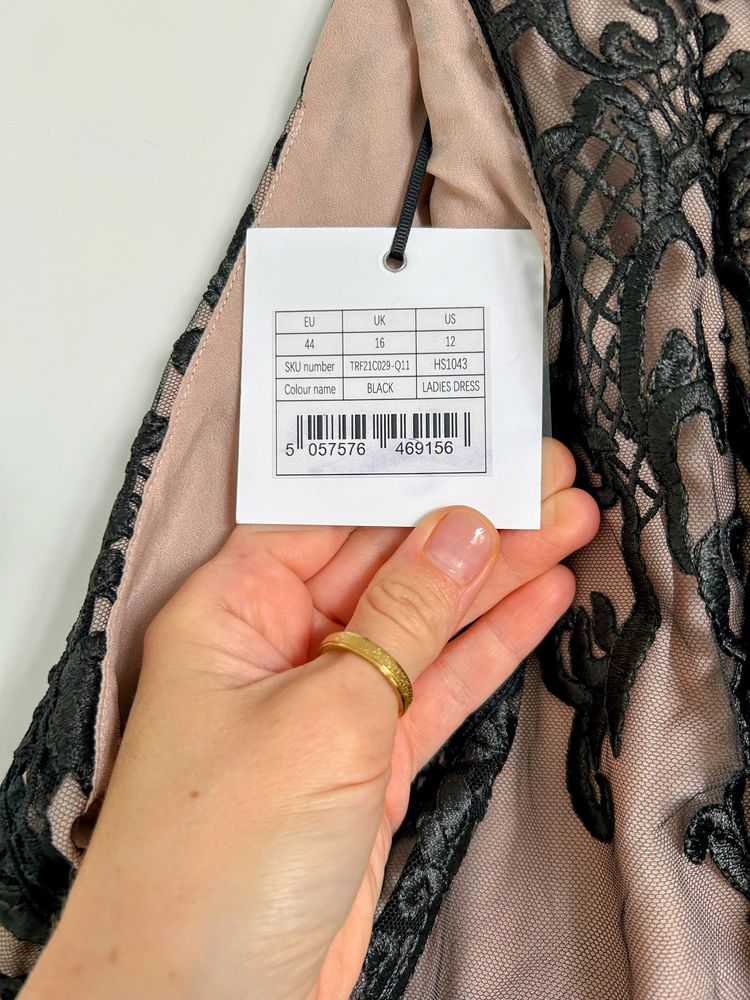 EU UK US
44 16 12
SKU number TRF21C029-Q11 HS1043
Colour name BLACK LADIES DRESS
5 057576 469156